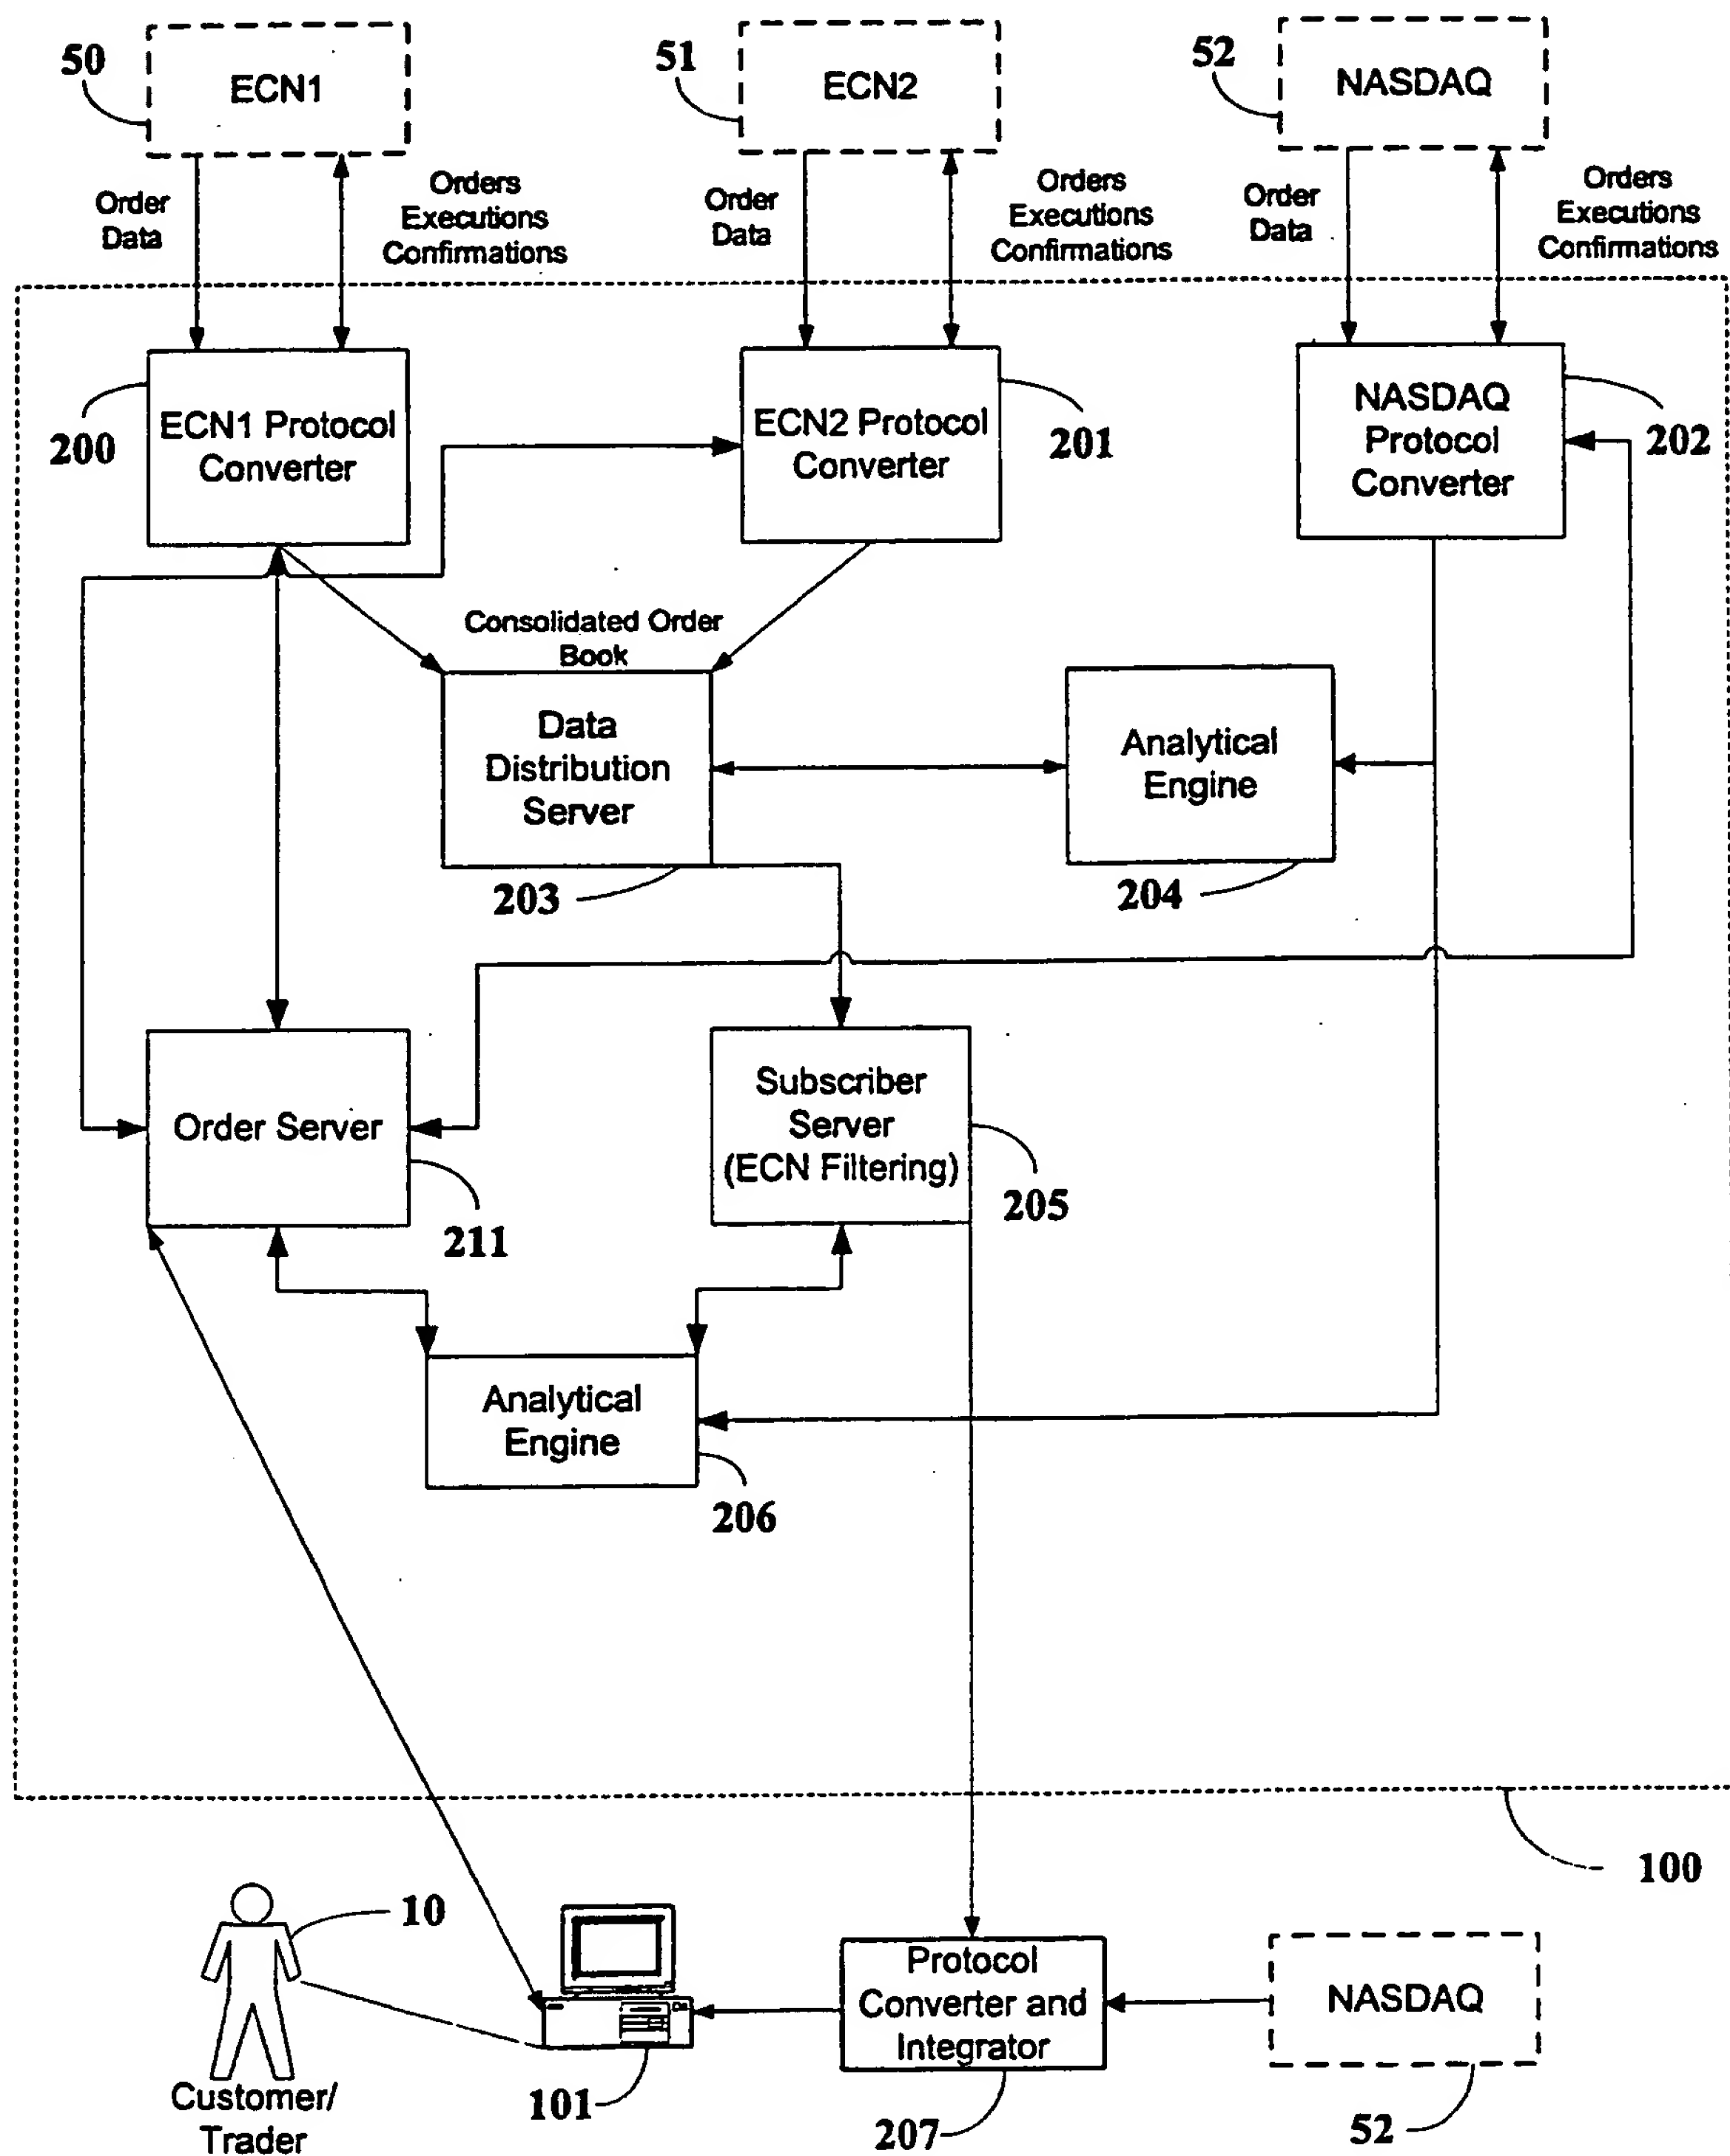 50
ECN1
51
ECN2
52
NASDAQ
Order
Data
Orders
Executions
Confirmations
Order
Data
Orders
Executions
Confirmations
Order
Data
Orders
Executions
Confirmations
200
ECN1 Protocol
Converter
ECN2 Protocol
Converter
201
NASDAQ
Protocol
Converter
202
Consolidated Order
Book
Data
Distribution
Server
203
Analytical
Engine
204
Order Server
211
Subscriber
Server
(ECN Filtering)
205
Analytical
Engine
206
100
10
Customer/
Trader
101
Protocol
Converter and
Integrator
207
NASDAQ
52